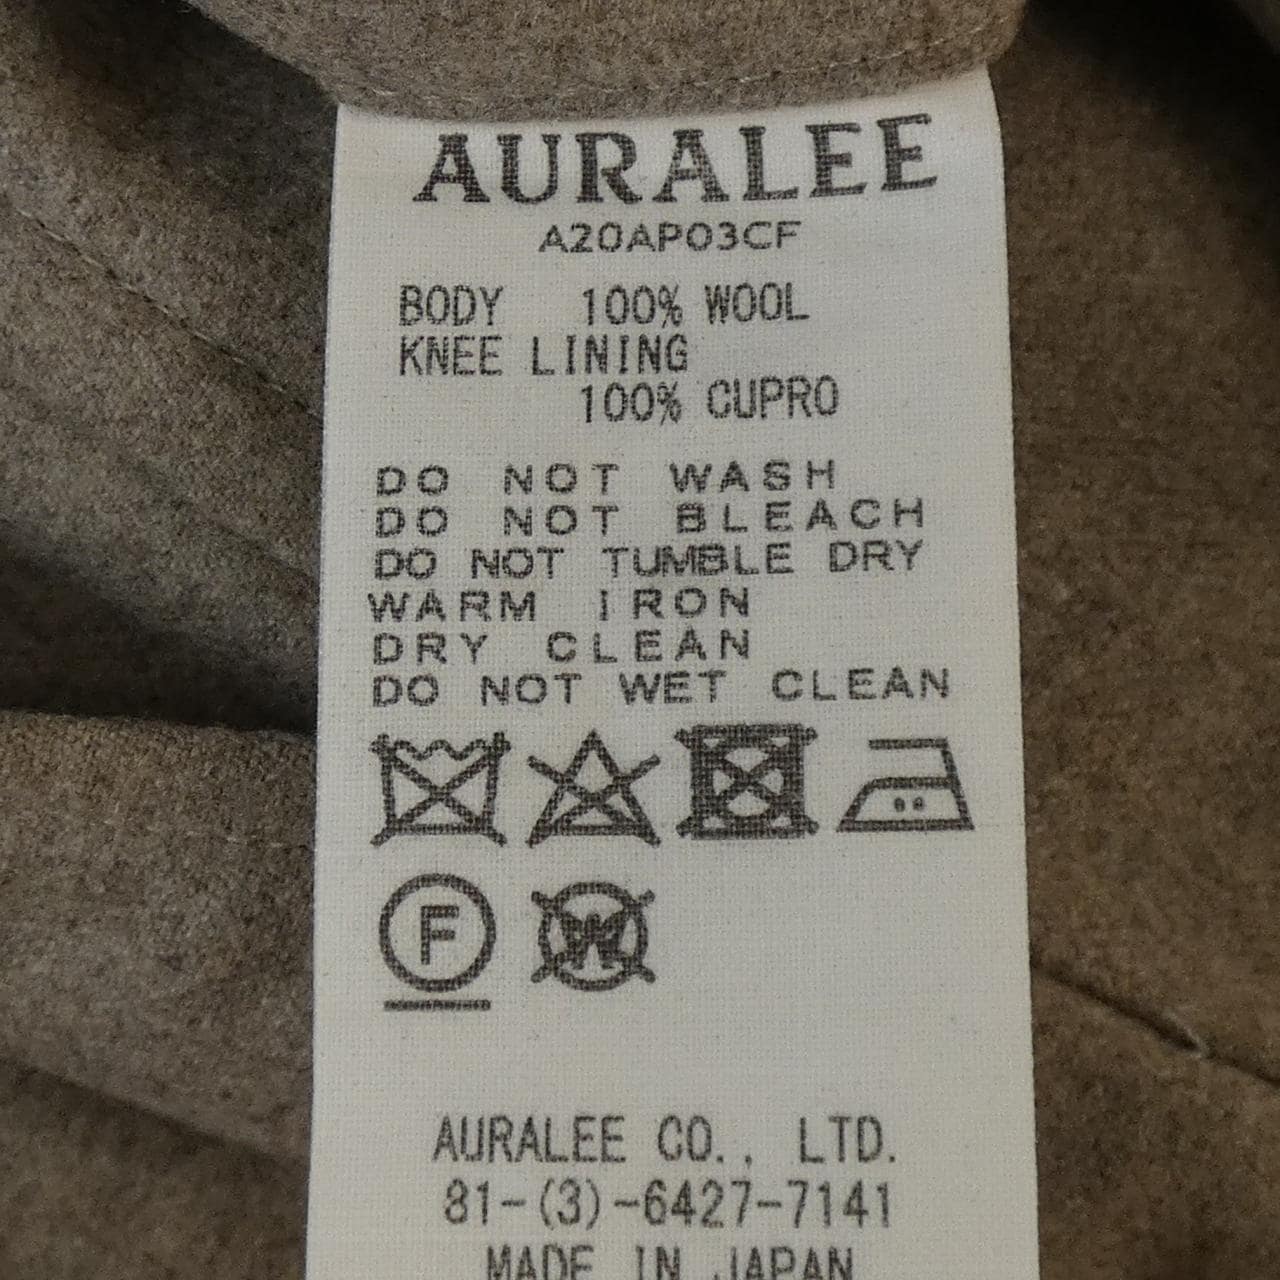 AURALEE
A20AP03CF
BODY 100% WOOL
KNEE LINING
100% CUPRO
DO NOT WASH
DO NOT BLEACH
DO NOT TUMBLE DRY
WARM IRON
DRY CLEAN
DO NOT WET CLEAN
F W
AURALEE CO., LTD.
81-(3)-6427-7141
MADE IN JAPAN